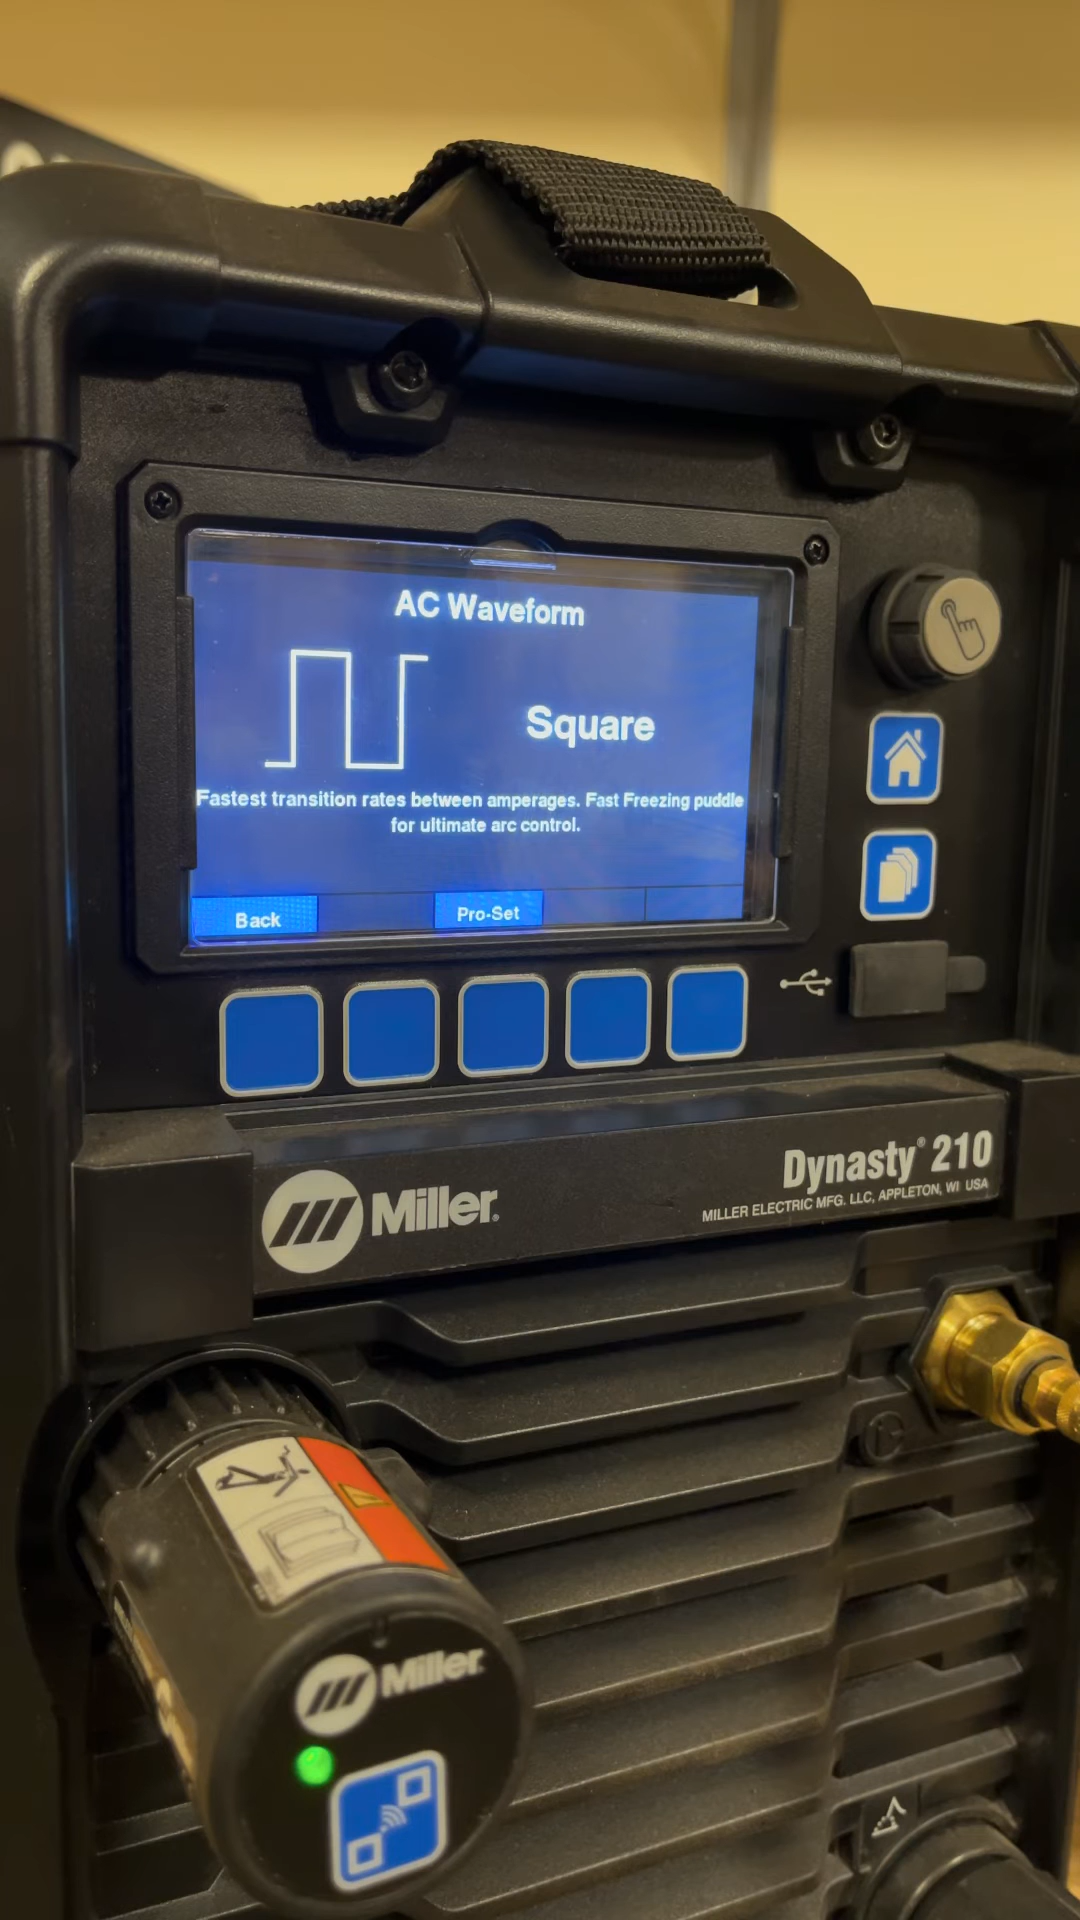 AC Waveform
Square
Fastest transition rates between amperages. Fast Freezing puddle
for ultimate arc control.
Back
Pro-Set
Dynasty® 210
Miller®
MILLER ELECTRIC MFG. LLC, APPLETON, WI USA
Miller